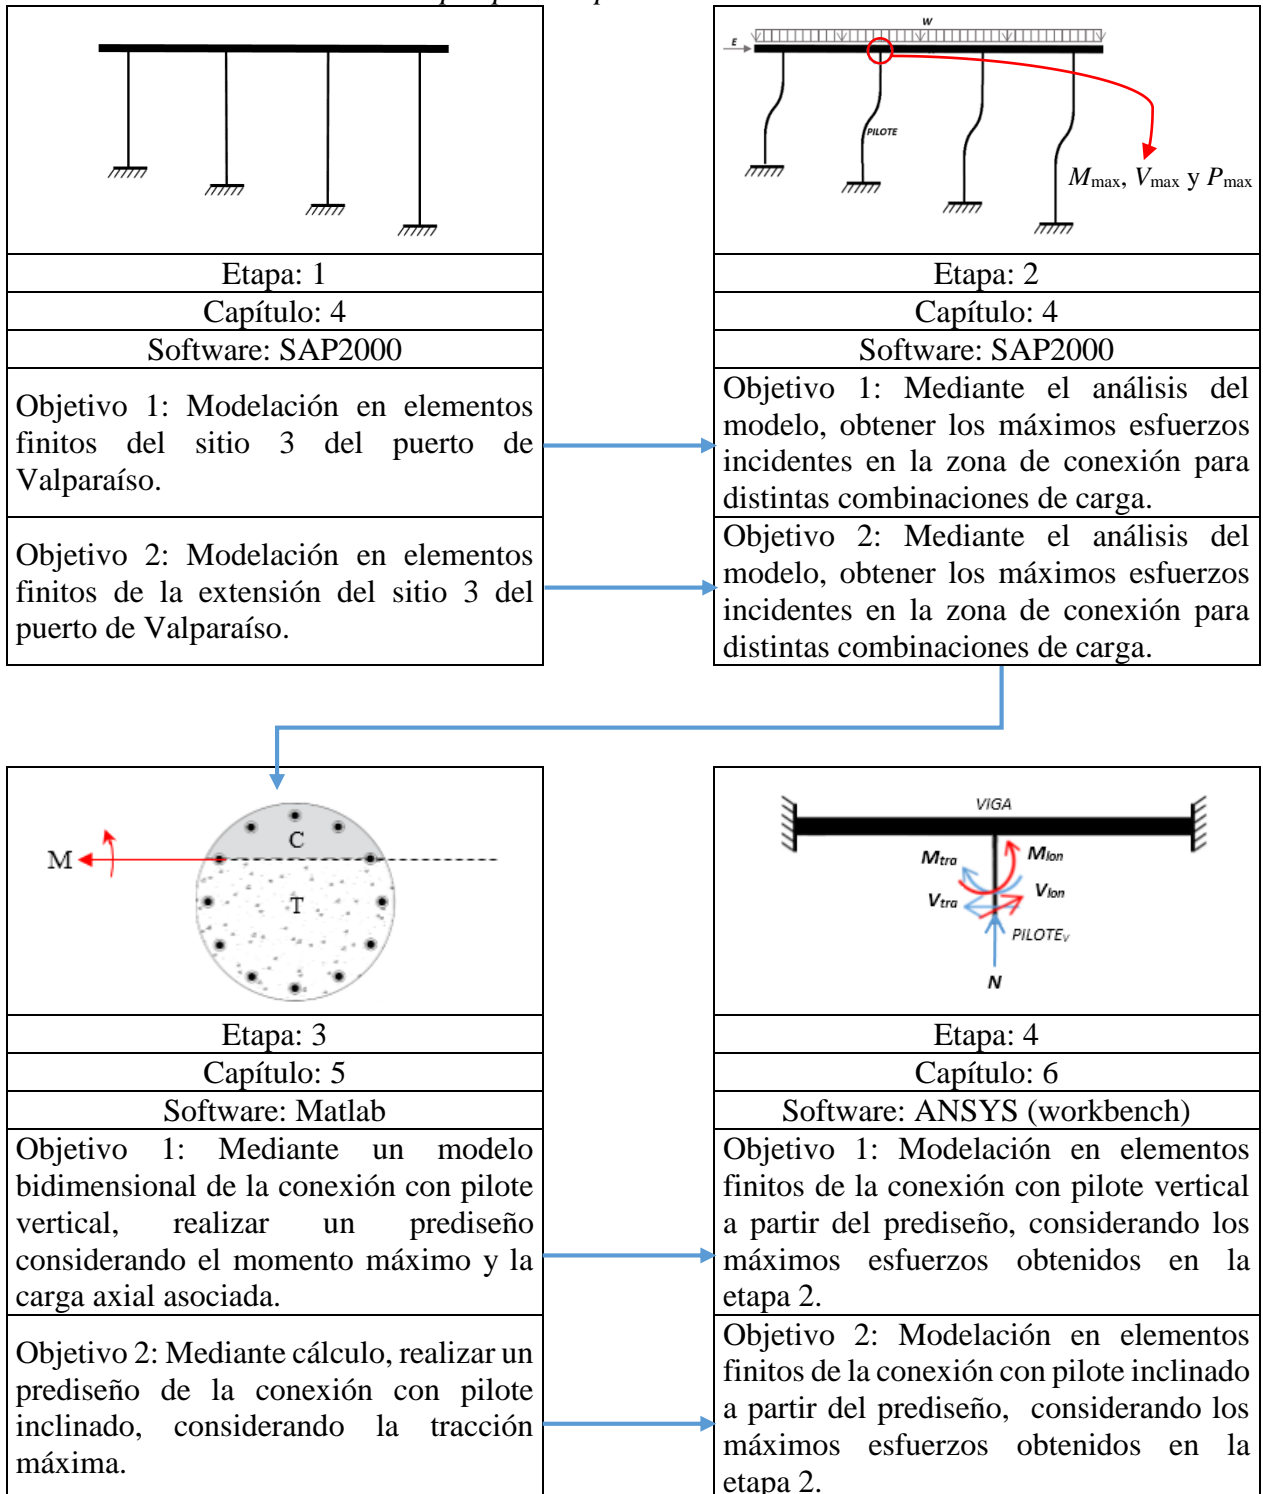 W
E
PILOTE
Mmax, Vmax y Pmax
Etapa: 1
Capítulo: 4
Software: SAP2000
Objetivo 1: Modelación en elementos
finitos del sitio 3 del puerto de
Valparaíso.
Objetivo 2: Modelación en elementos
finitos de la extensión del sitio 3 del
puerto de Valparaíso.
Etapa: 2
Capítulo: 4
Software: SAP2000
Objetivo 1: Mediante el análisis del
modelo, obtener los máximos esfuerzos
incidentes en la zona de conexión para
distintas combinaciones de carga.
Objetivo 2: Mediante el análisis del
modelo, obtener los máximos esfuerzos
incidentes en la zona de conexión para
distintas combinaciones de carga.
M
C
T
Etapa: 3
Capítulo: 5
Software: Matlab
Objetivo 1: Mediante un modelo
bidimensional de la conexión con pilote
vertical, realizar un prediseño
considerando el momento máximo y la
carga axial asociada.
Objetivo 2: Mediante cálculo, realizar un
prediseño de la conexión con pilote
inclinado, considerando la tracción
máxima.
VIGA
Mtra
Mlon
Vtra
Vlon
PILOTEv
N
Etapa: 4
Capítulo: 6
Software: ANSYS (workbench)
Objetivo 1: Modelación en elementos
finitos de la conexión con pilote vertical
a partir del prediseño, considerando los
máximos esfuerzos obtenidos en la
etapa 2.
Objetivo 2: Modelación en elementos
finitos de la conexión con pilote inclinado
a partir del prediseño, considerando los
máximos esfuerzos obtenidos en la
etapa 2.